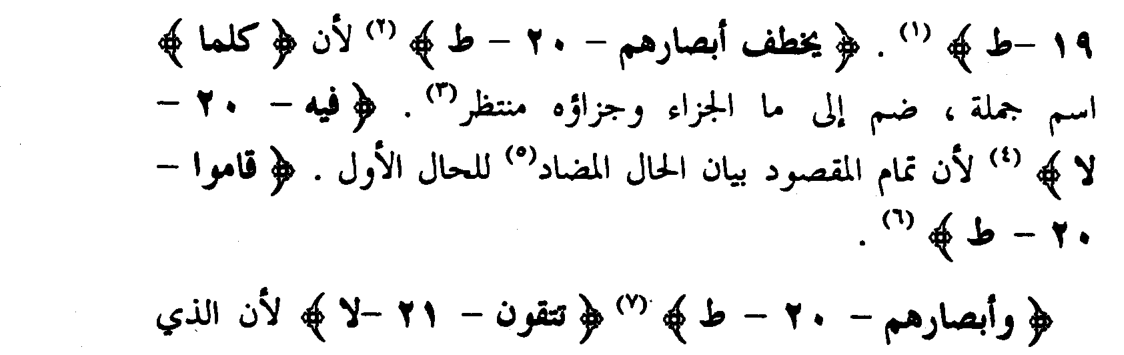 ١٩ –ط ﴾ (١) . ﴿ يخطف أبصارهم – ٢٠ – ط ﴾ (٢) لأن ﴿ كلما ﴾
اسم جملة ، ضم إلى ما الجزاء وجزاؤه منتظر(٣) . ﴿ فيه – ٢٠ –
لا ﴾ (٤) لأن تمام المقصود بيان الحال المضاد(٥) للحال الأول . ﴿ قاموا –
٢٠ – ط ﴾ (٦) .
﴿ وأبصارهم – ٢٠ – ط ﴾ (٧) ﴿ تتقون – ٢١ –لا ﴾ لأن الذي